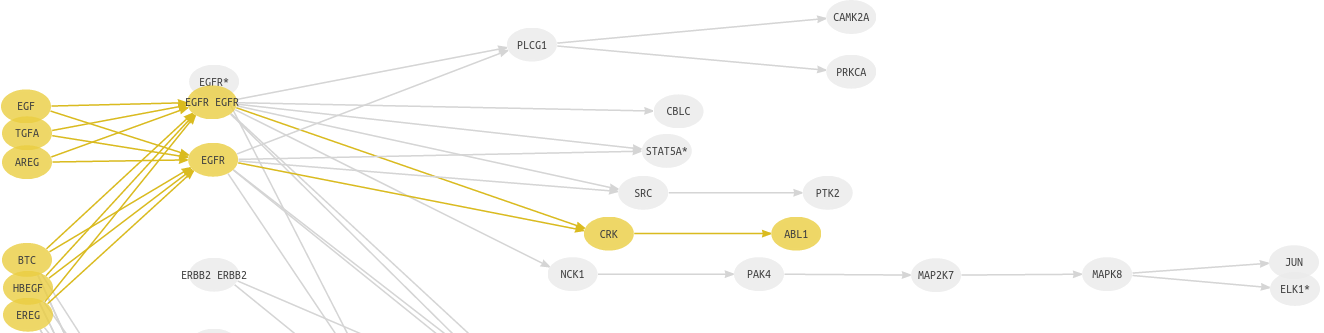 CAMK2A
PLCG1
PRKCA
EGFR*
EGFR EGFR
EGF
CBLC
TGFA
STAT5A*
AREG
EGFR
SRC
PTK2
CRK
ABL1
BTC
ERBB2 ERBB2
NCK1
PAK4
MAP2K7
MAPK8
JUN
HBEGF
ELK1*
EREG